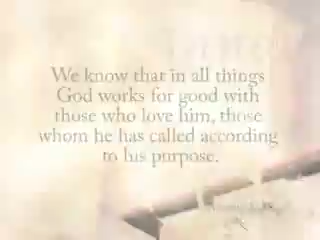 We know that in all things
God works for good with
those who love him, those
whom he has called according
to his purpose.